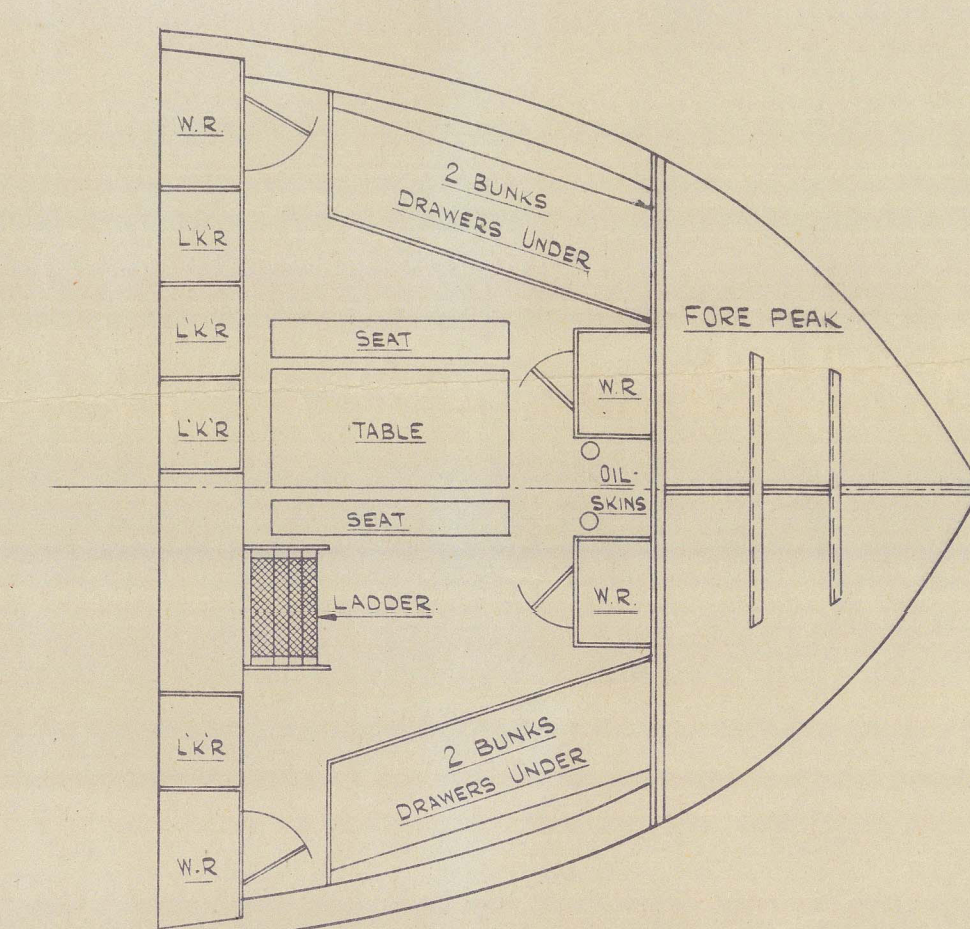 W.R.
2 BUNKS
DRAWERS UNDER
L'K'R
FORE PEAK
L'K'R
SEAT
W.R
L'K'R
TABLE
OIL-
SKINS
SEAT
LADDER.
W.R.
L'K'R
2 BUNKS
DRAWERS UNDER
W.R